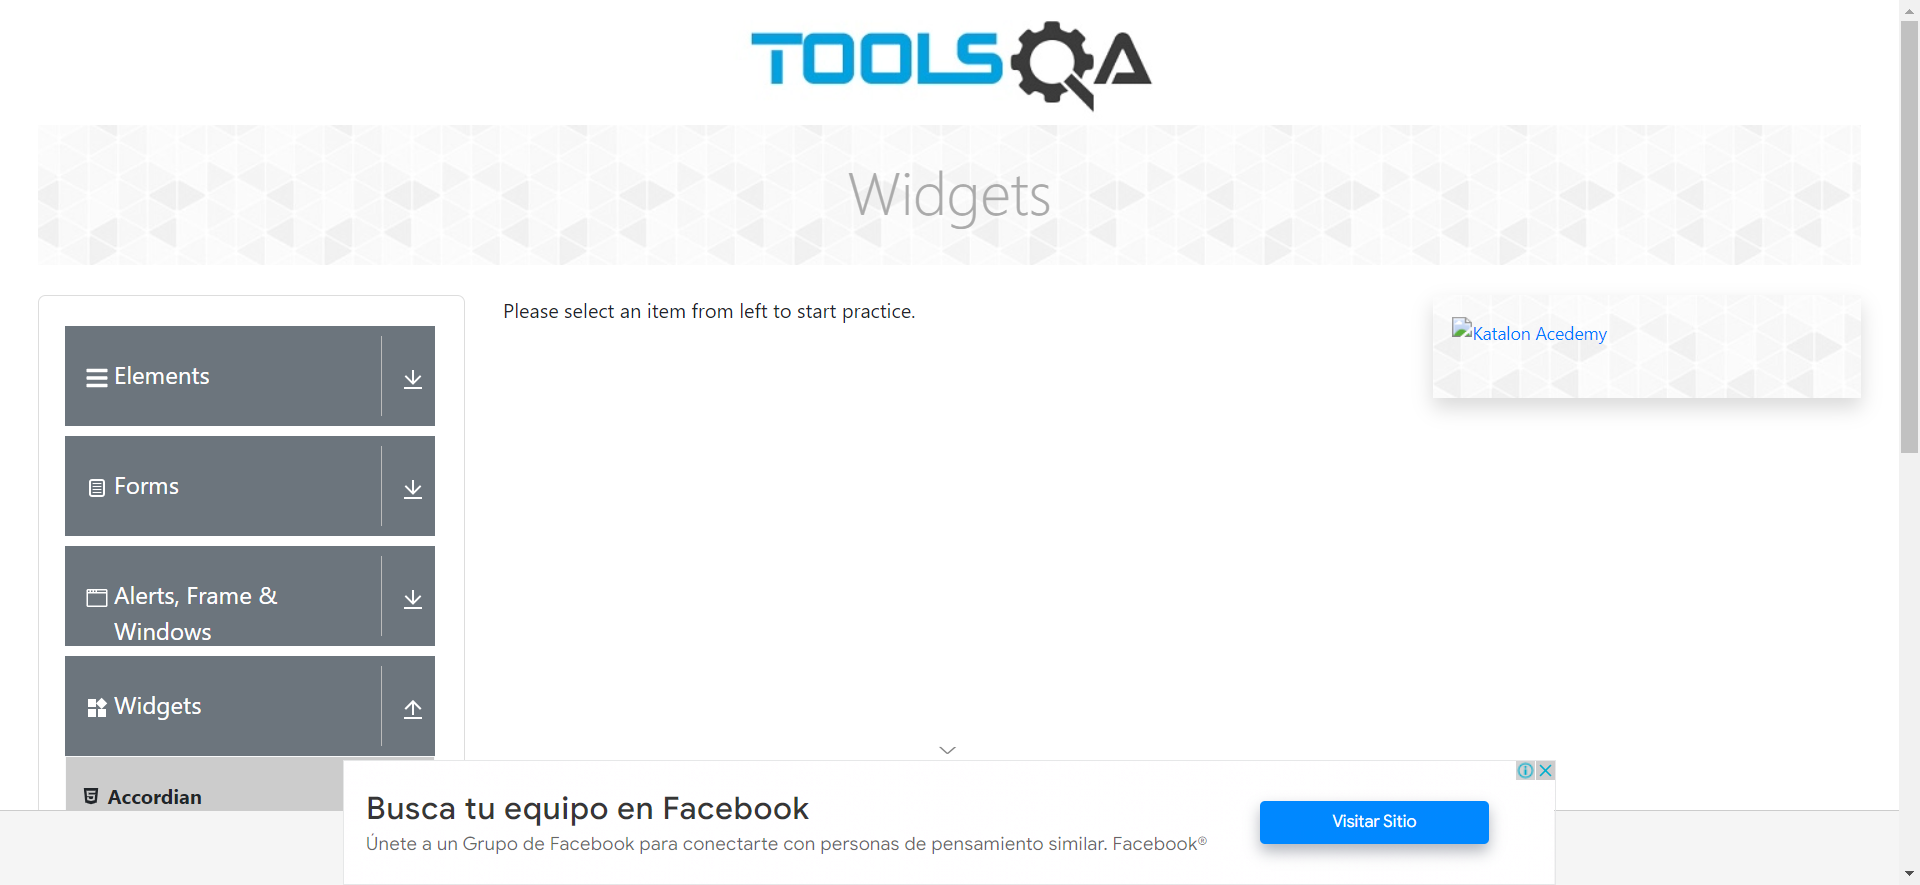 TOOLSQA
Widgets
Please select an item from left to start practice.
Katalon Acedemy
Elements
Forms
Alerts, Frame &
Windows
Widgets
Accordian
Busca tu equipo en Facebook
Únete a un Grupo de Facebook para conectarte con personas de pensamiento similar. Facebook®
Visitar Sitio